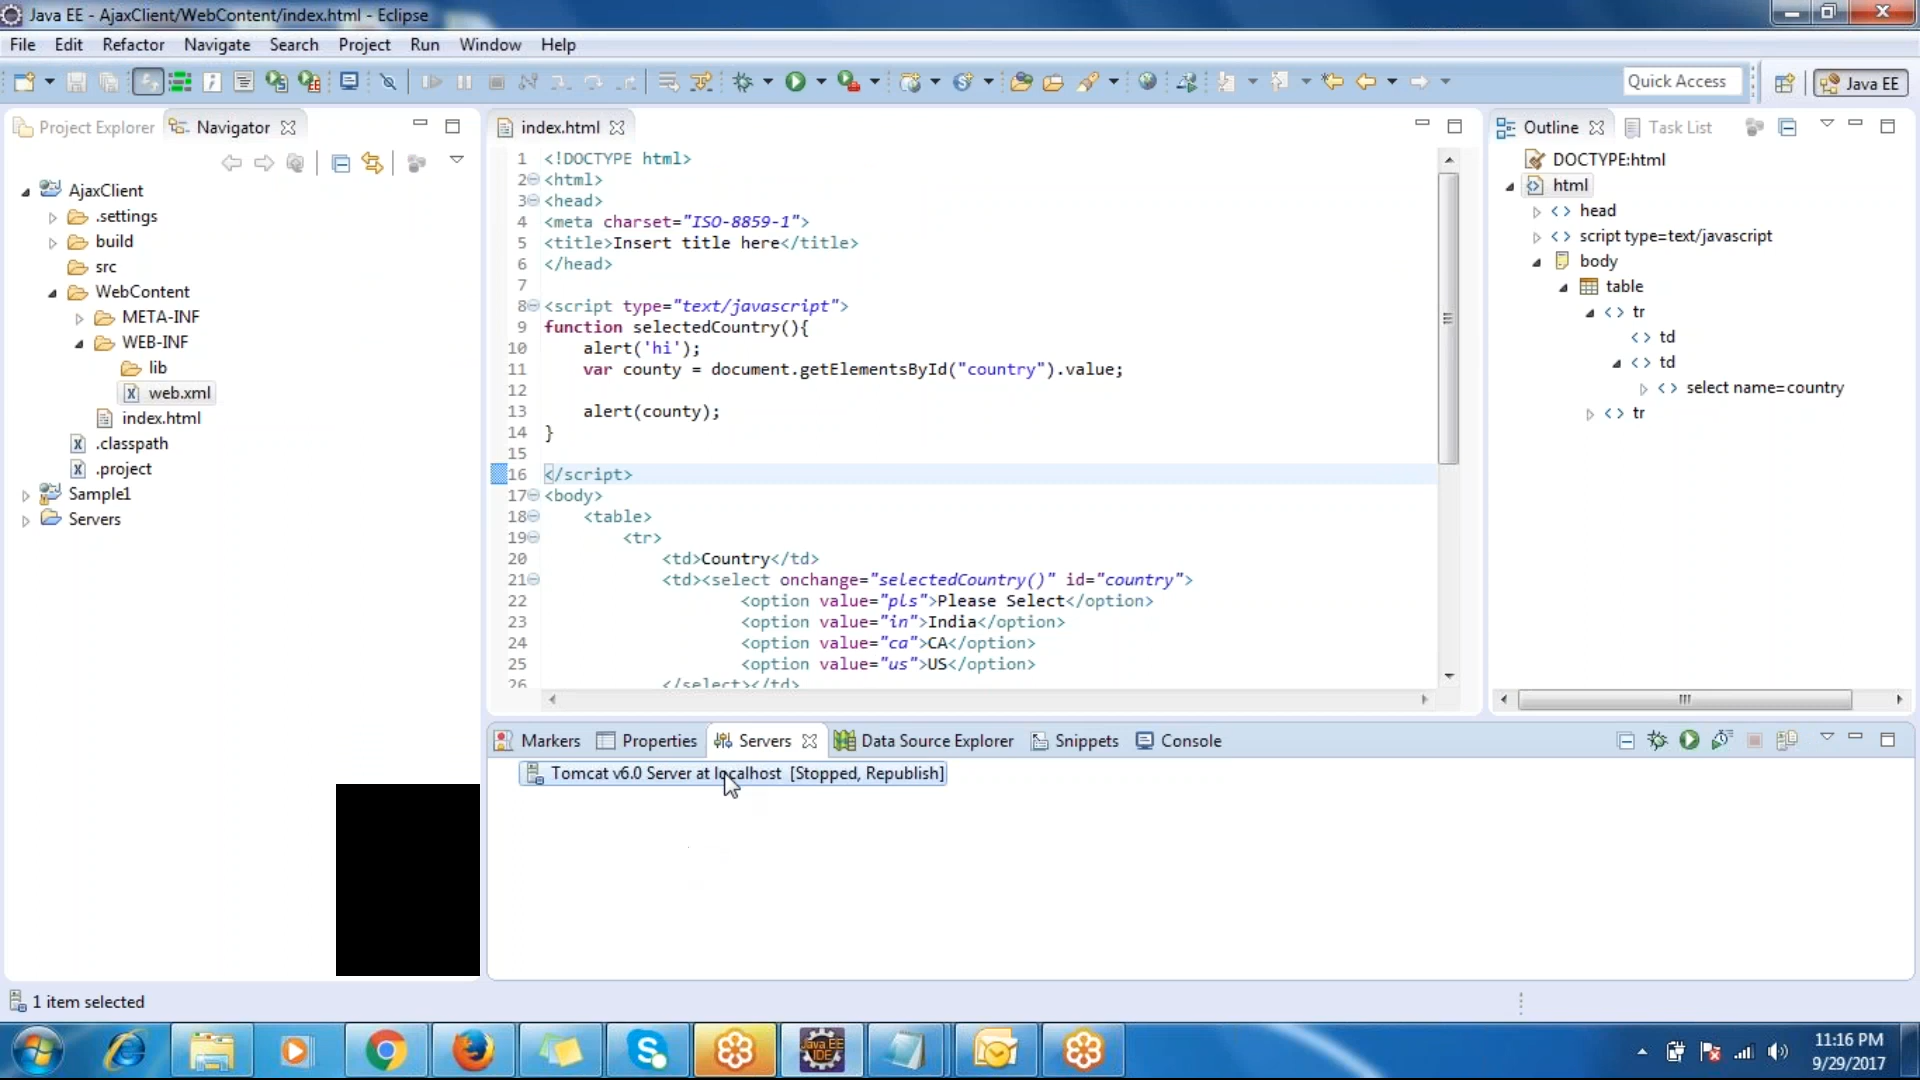 Java EE - AjaxClient/WebContent/index.html - Eclipse
File Edit Refactor Navigate Search Project Run Window Help
Quick Access
Java EE
Project Explorer
Navigator
AjaxClient
.settings
build
src
WebContent
META-INF
WEB-INF
lib
web.xml
index.html
.classpath
.project
Sample1
Servers
index.html
1 <!DOCTYPE html>
2 <html>
3 <head>
4 <meta charset="ISO-8859-1">
5 <title>Insert title here</title>
6 </head>
7
8 <script type="text/javascript">
9 function selectedCountry(){
10 alert('hi');
11 var county = document.getElementsById("country").value;
12
13 alert(county);
14 }
15
16 </script>
17 <body>
18 <table>
19 <tr>
20 <td>Country</td>
21 <td><select onchange="selectedCountry()" id="country">
22 <option value="pls">Please Select</option>
23 <option value="in">India</option>
24 <option value="ca">CA</option>
25 <option value="us">US</option>
26 </select></td>
Outline
Task List
DOCTYPE:html
html
head
script type=text/javascript
body
table
tr
td
td
select name=country
tr
Markers Properties Servers Data Source Explorer Snippets Console
Tomcat v6.0 Server at localhost [Stopped, Republish]
1 item selected
Java EE
IDE
11:16 PM
9/29/2017